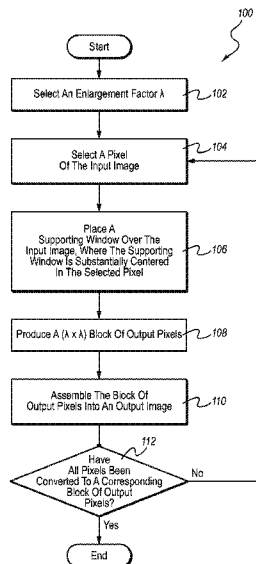 100
Start
Select An Enlargement Factor λ
102
Select A Pixel
Of The Input Image
104
Place A
Supporting Window Over The
Input Image, Where The Supporting
Window Is Substantially Centered
In The Selected Pixel
106
Produce A (λ x λ) Block Of Output Pixels
108
Assemble The Block Of
Output Pixels Into An Output Image
110
112
Have
All Pixels Been
Converted To A Corresponding
Block Of Output
Pixels?
No
Yes
End